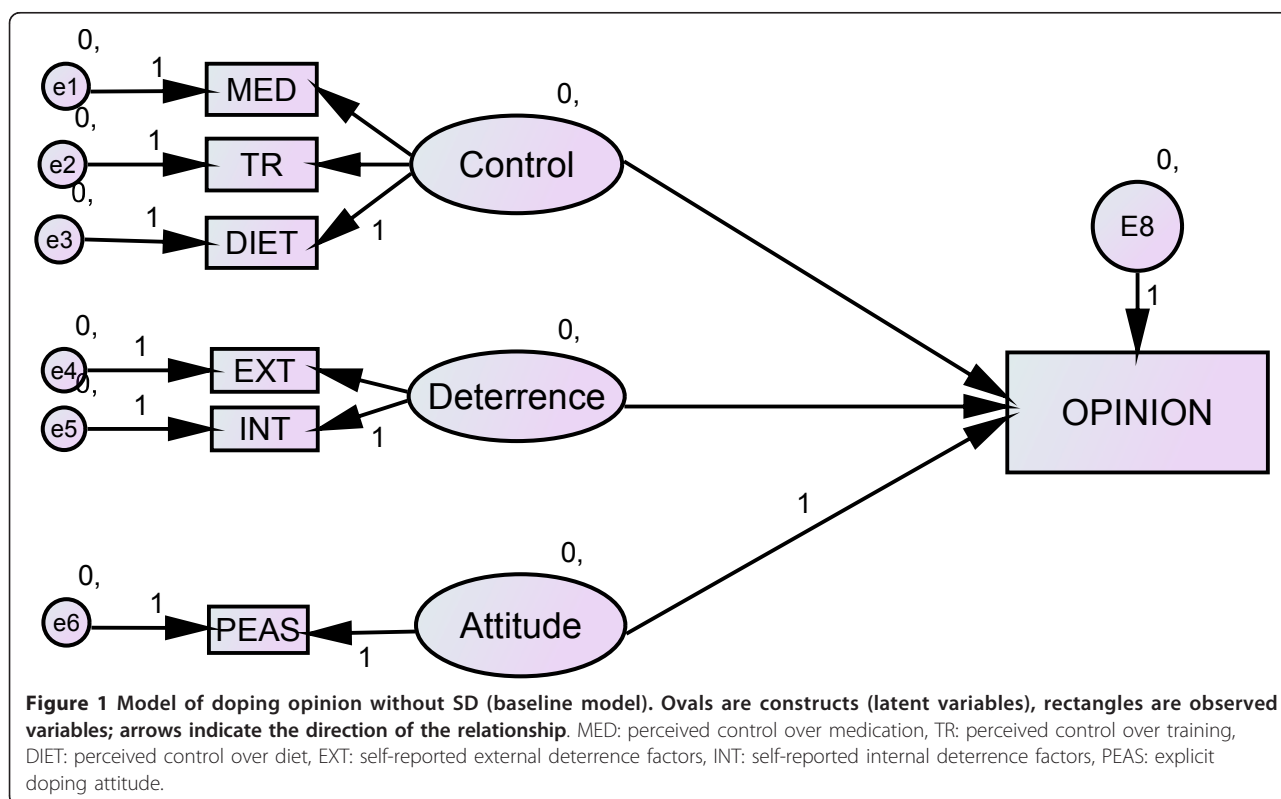 0,
e1 1 MED
0,
e2 1 TR
0,
e3 1 DIET
0,
Control
1
0,
E8
1
0,
e4 1 EXT
0,
e5 1 INT
0,
Deterrence
1
OPINION
0,
e6 1 PEAS
0,
Attitude
1
1
Figure 1 Model of doping opinion without SD (baseline model). Ovals are constructs (latent variables), rectangles are observed
variables; arrows indicate the direction of the relationship. MED: perceived control over medication, TR: perceived control over training,
DIET: perceived control over diet, EXT: self-reported external deterrence factors, INT: self-reported internal deterrence factors, PEAS: explicit
doping attitude.